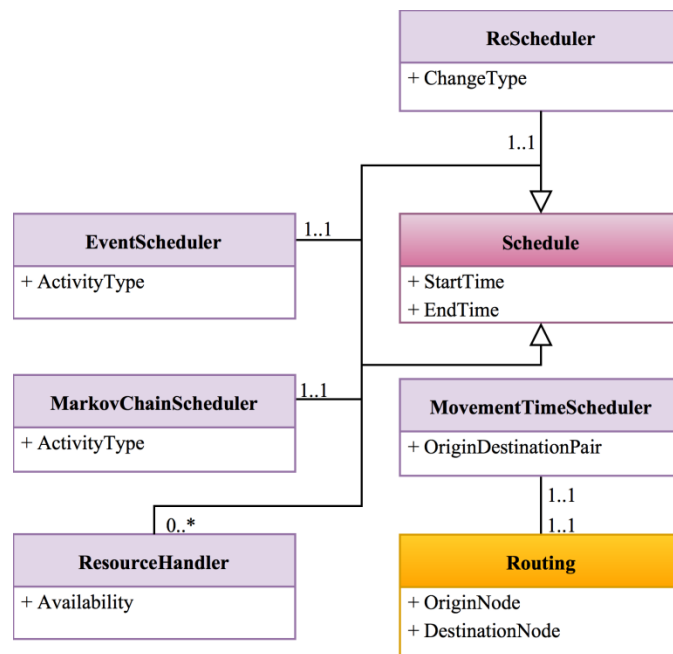 ReScheduler
+ ChangeType
1..1
EventScheduler
+ ActivityType
1..1
Schedule
+ StartTime
+ EndTime
MarkovChainScheduler
+ ActivityType
1..1
MovementTimeScheduler
+ OriginDestinationPair
1..1
1..1
0..*
ResourceHandler
+ Availability
Routing
+ OriginNode
+ DestinationNode